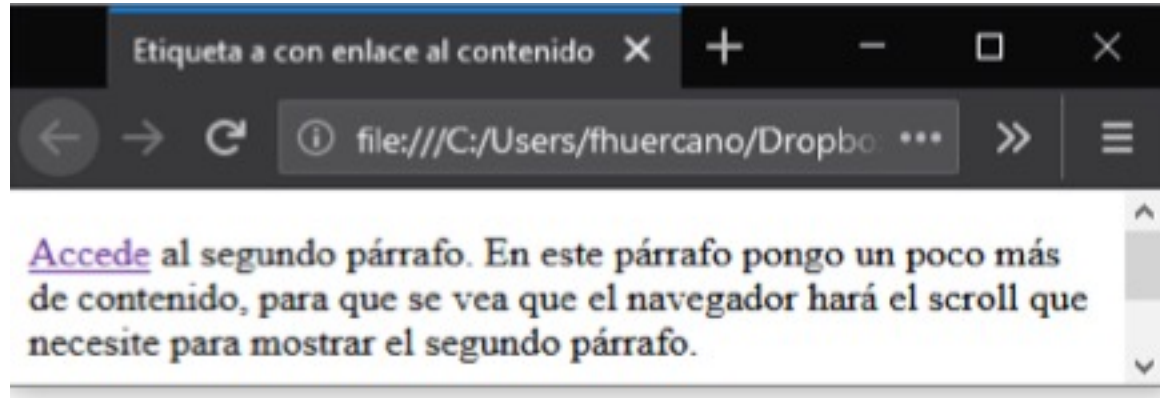 Etiqueta a con enlace al contenido
file:///C:/Users/fhuercano/Dropbo
Accede al segundo párrafo. En este párrafo pongo un poco más
de contenido, para que se vea que el navegador hará el scroll que
necesite para mostrar el segundo párrafo.